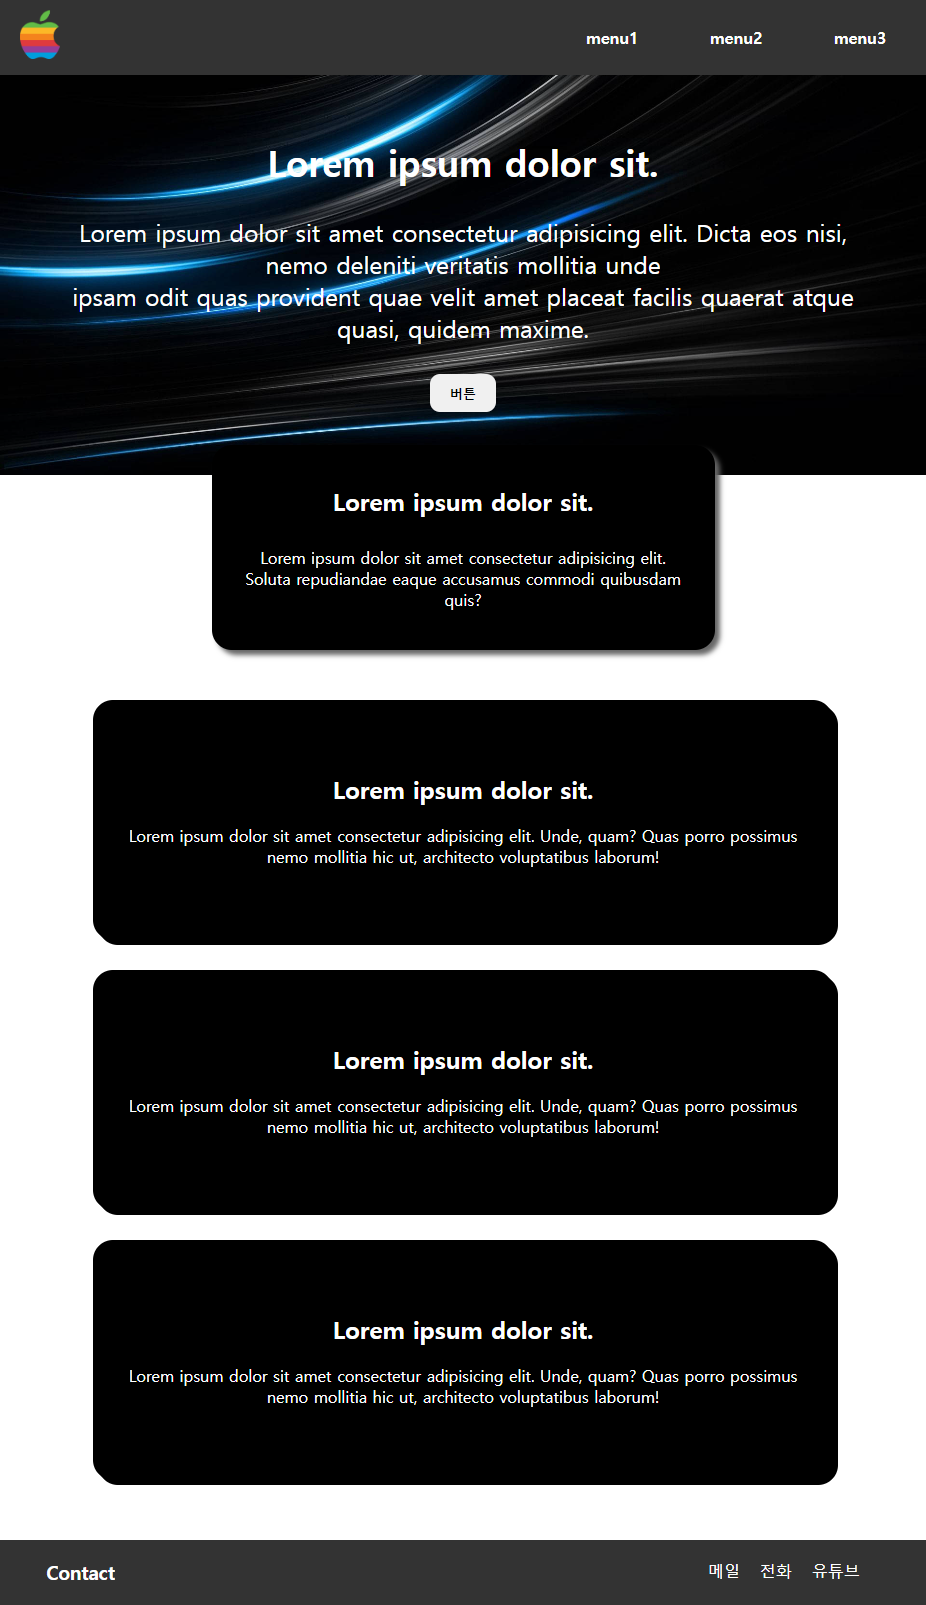 menu1 menu2 menu3
Lorem ipsum dolor sit.
Lorem ipsum dolor sit amet consectetur adipisicing elit. Dicta eos nisi,
nemo deleniti veritatis mollitia unde
ipsam odit quas provident quae velit amet placeat facilis quaerat atque
quasi, quidem maxime.
버튼
Lorem ipsum dolor sit.
Lorem ipsum dolor sit amet consectetur adipisicing elit.
Soluta repudiandae eaque accusamus commodi quibusdam
quis?
Lorem ipsum dolor sit.
Lorem ipsum dolor sit amet consectetur adipisicing elit. Unde, quam? Quas porro possimus
nemo mollitia hic ut, architecto voluptatibus laborum!
Lorem ipsum dolor sit.
Lorem ipsum dolor sit amet consectetur adipisicing elit. Unde, quam? Quas porro possimus
nemo mollitia hic ut, architecto voluptatibus laborum!
Lorem ipsum dolor sit.
Lorem ipsum dolor sit amet consectetur adipisicing elit. Unde, quam? Quas porro possimus
nemo mollitia hic ut, architecto voluptatibus laborum!
Contact 메일 전화 유튜브